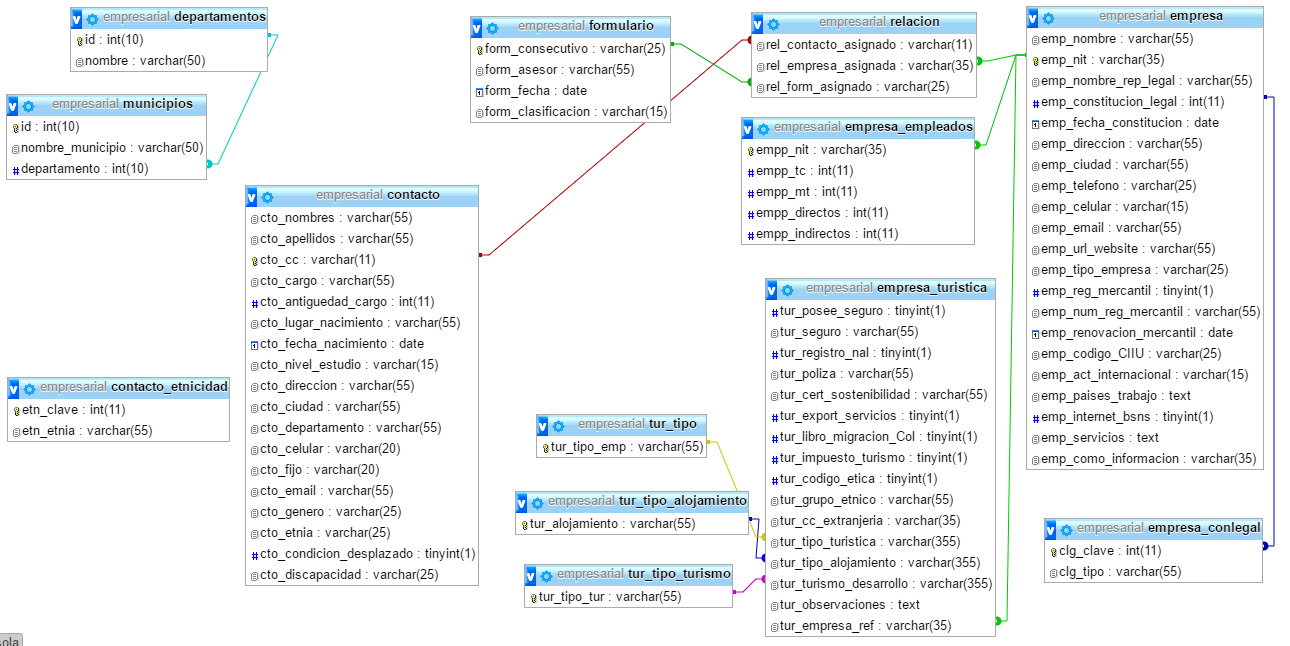 empresarial departamentos
id : int(10)
nombre : varchar(50)
empresarial municipios
id : int(10)
nombre_municipio : varchar(50)
departamento : int(10)
empresarial formulario
form_consecutivo : varchar(25)
form_asesor : varchar(55)
form_fecha : date
form_clasificacion : varchar(15)
empresarial relacion
rel_contacto_asignado : varchar(11)
rel_empresa_asignada : varchar(35)
rel_form_asignado : varchar(25)
empresarial empresa
emp_nombre : varchar(55)
emp_nit : varchar(35)
emp_nombre_rep_legal : varchar(55)
emp_constitucion_legal : int(11)
emp_fecha_constitucion : date
emp_direccion : varchar(55)
emp_ciudad : varchar(55)
emp_telefono : varchar(25)
emp_celular : varchar(15)
emp_email : varchar(55)
emp_url_website : varchar(55)
emp_tipo_empresa : varchar(25)
emp_reg_mercantil : tinyint(1)
emp_num_reg_mercantil : varchar(55)
emp_renovacion_mercantil : date
emp_codigo_CIIU : varchar(25)
emp_act_internacional : varchar(15)
emp_paises_trabajo : text
emp_internet_bsns : tinyint(1)
emp_servicios : text
emp_como_informacion : varchar(35)
empresarial empresa_empleados
empp_nit : varchar(35)
empp_tc : int(11)
empp_mt : int(11)
empp_directos : int(11)
empp_indirectos : int(11)
empresarial contacto
cto_nombres : varchar(55)
cto_apellidos : varchar(55)
cto_cc : varchar(11)
cto_cargo : varchar(55)
cto_antiguedad_cargo : int(11)
cto_lugar_nacimiento : varchar(55)
cto_fecha_nacimiento : date
cto_nivel_estudio : varchar(15)
cto_direccion : varchar(55)
cto_ciudad : varchar(55)
cto_departamento : varchar(55)
cto_celular : varchar(20)
cto_fijo : varchar(20)
cto_email : varchar(55)
cto_genero : varchar(25)
cto_etnia : varchar(25)
cto_condicion_desplazado : tinyint(1)
cto_discapacidad : varchar(25)
empresarial contacto_etnicidad
etn_clave : int(11)
etn_etnia : varchar(55)
empresarial empresa_turistica
tur_posee_seguro : tinyint(1)
tur_seguro : varchar(55)
tur_registro_nal : tinyint(1)
tur_poliza : varchar(55)
tur_cert_sostenibilidad : varchar(55)
tur_export_servicios : tinyint(1)
tur_libro_migracion_Col : tinyint(1)
tur_impuesto_turismo : tinyint(1)
tur_codigo_etica : tinyint(1)
tur_grupo_etnico : varchar(55)
tur_cc_extranjeria : varchar(35)
tur_tipo_turistica : varchar(355)
tur_tipo_alojamiento : varchar(355)
tur_turismo_desarrollo : varchar(355)
tur_observaciones : text
tur_empresa_ref : varchar(35)
empresarial tur_tipo
tur_tipo_emp : varchar(55)
empresarial tur_tipo_alojamiento
tur_alojamiento : varchar(55)
empresarial tur_tipo_turismo
tur_tipo_tur : varchar(55)
empresarial empresa_conlegal
clg_clave : int(11)
clg_tipo : varchar(55)
sola